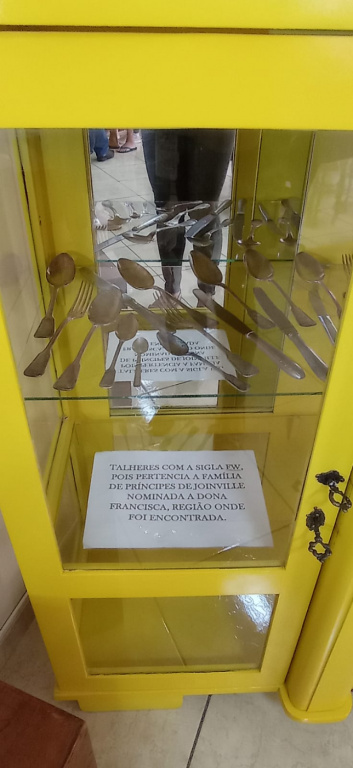 TALHERES COM A SIGLA FW,
POIS PERTENCIA A FAMÍLIA
DE PRÍNCIPES DE JOINVILLE
NOMINADA A DONA
FRANCISCA, REGIÃO ONDE
FOI ENCONTRADA.